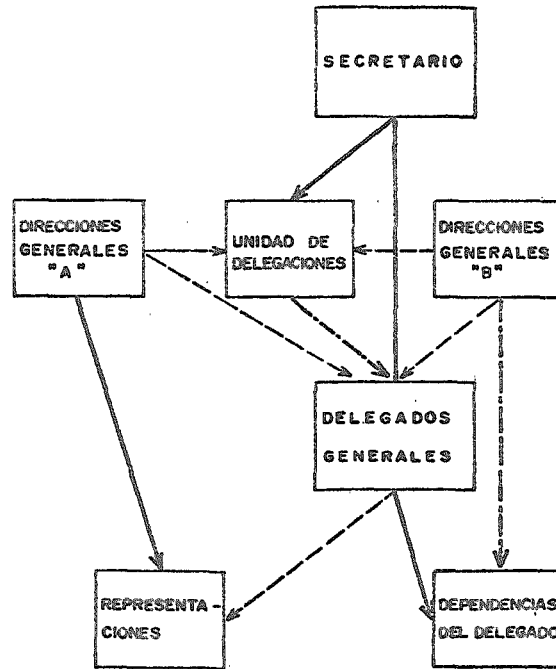 SECRETARIO
DIRECCIONES
GENERALES
"A"
UNIDAD DE
DELEGACIONES
DIRECCIONES
GENERALES
"B"
DELEGADOS
GENERALES
REPRESENTA-
CIONES
DEPENDENCIAS
DEL DELEGADO